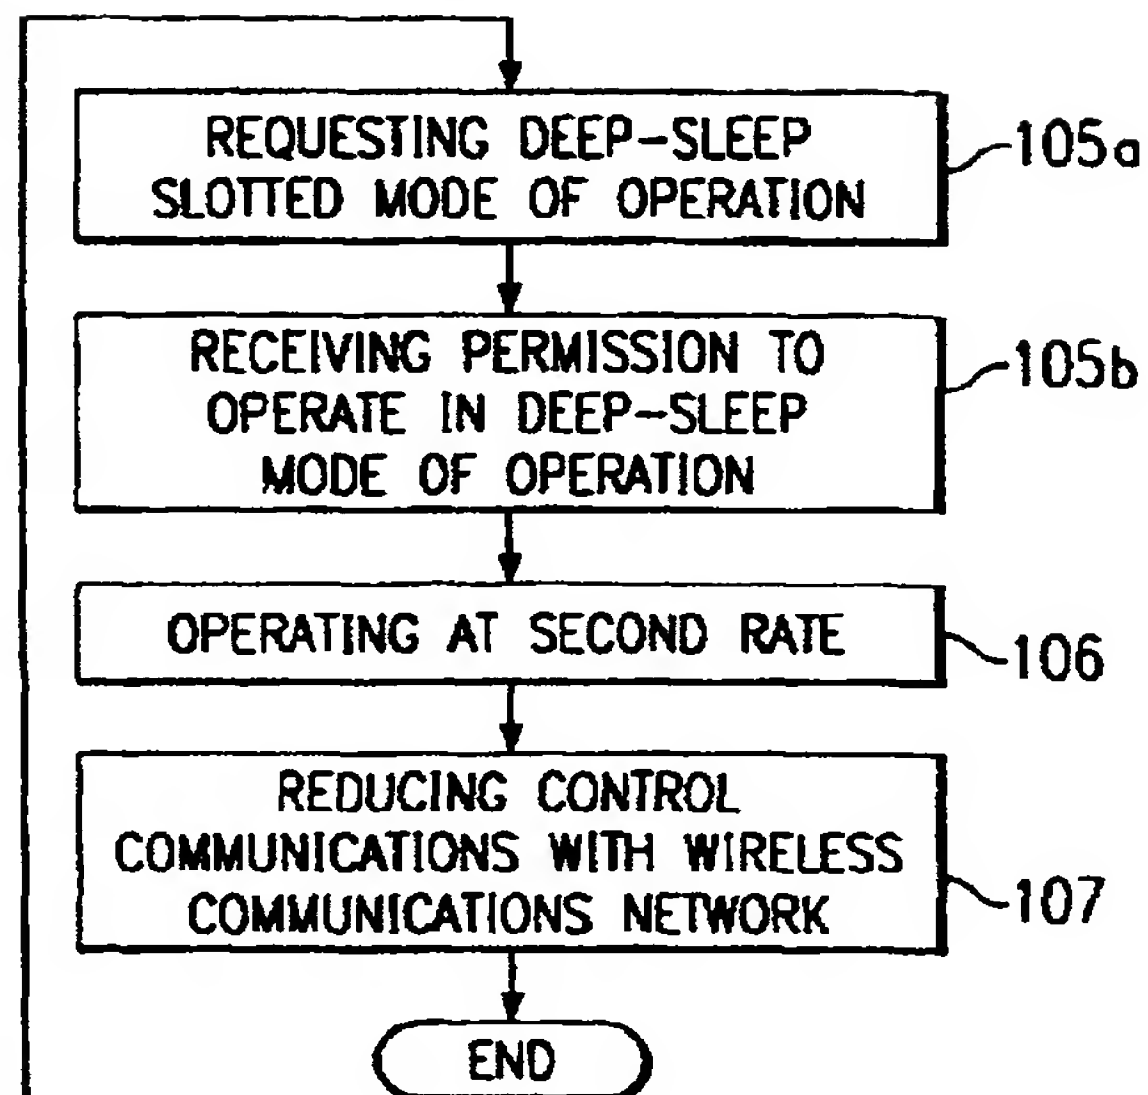 REQUESTING DEEP-SLEEP
SLOTTED MODE OF OPERATION
105a
RECEIVING PERMISSION TO
OPERATE IN DEEP-SLEEP
MODE OF OPERATION
105b
OPERATING AT SECOND RATE
106
REDUCING CONTROL
COMMUNICATIONS WITH WIRELESS
COMMUNICATIONS NETWORK
107
END